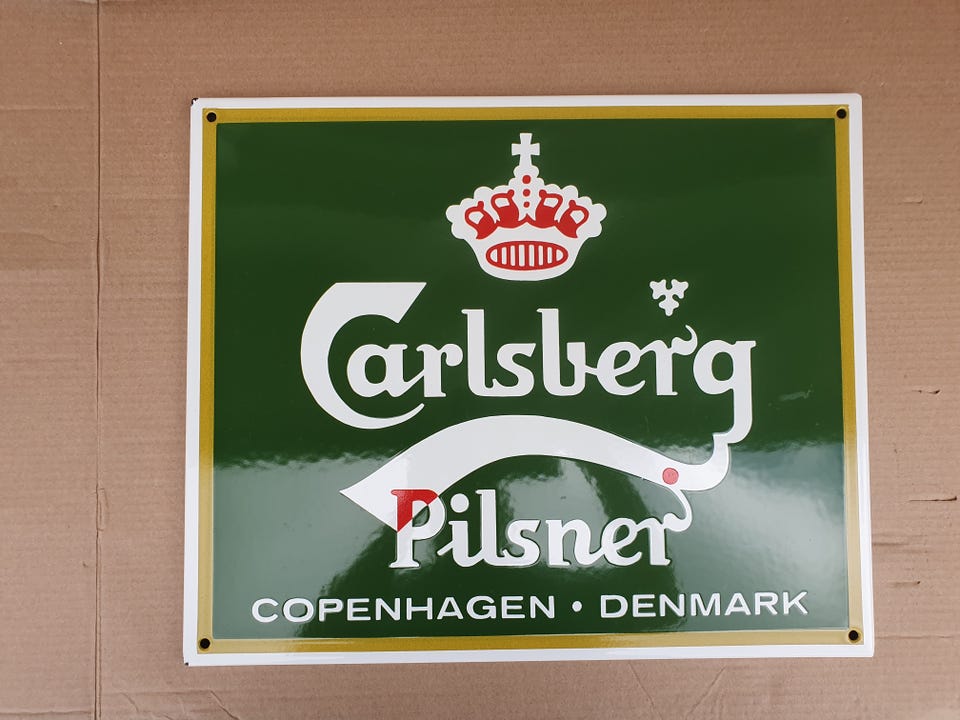 Carlsberg
Pilsner
COPENHAGEN • DENMARK